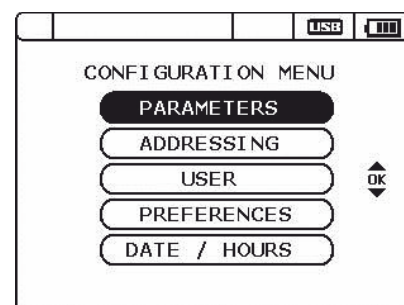 USB
CONFIGURATION MENU
PARAMETERS
ADDRESSING
USER
OK
PREFERENCES
DATE / HOURS